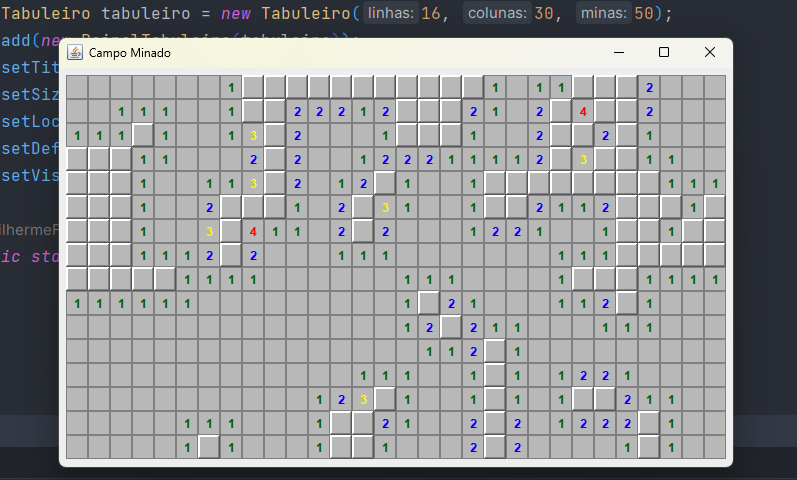 Tabuleiro tabuleiro = new Tabuleiro( linhas: 16, colunas: 30, minas: 50);
add(new PainelTabuleiro(tabuleiro));
Campo Minado
setTit
setSiz
setLoc
setDef
setVis
ilhermeF
ic sta
1 1 1 1 2
1 1 1 1 2 2 2 1 2 2 1 2 4 2
1 1 1 1 1 3 2 1 1 2 2 1
1 1 2 2 1 2 2 2 1 1 1 1 2 3 1 1
1 1 1 3 2 1 2 1 1 1 1 1
1 2 1 2 3 1 1 2 1 1 2 1
1 3 4 1 1 2 2 1 2 2 1 1 1
1 1 1 2 2 1 1 1 1 1 1
1 1 1 1 1 1 1 1 1 1 1 1
1 1 1 1 1 1 1 2 1 1 1 2 1
1 2 2 1 1 1 1 1
1 1 2 1
1 1 1 1 1 1 2 2 1
1 2 3 1 1 1 1 2 1 1
1 1 1 1 2 1 2 2 1 2 2 2 1
1 1 1 1 2 2 1 1